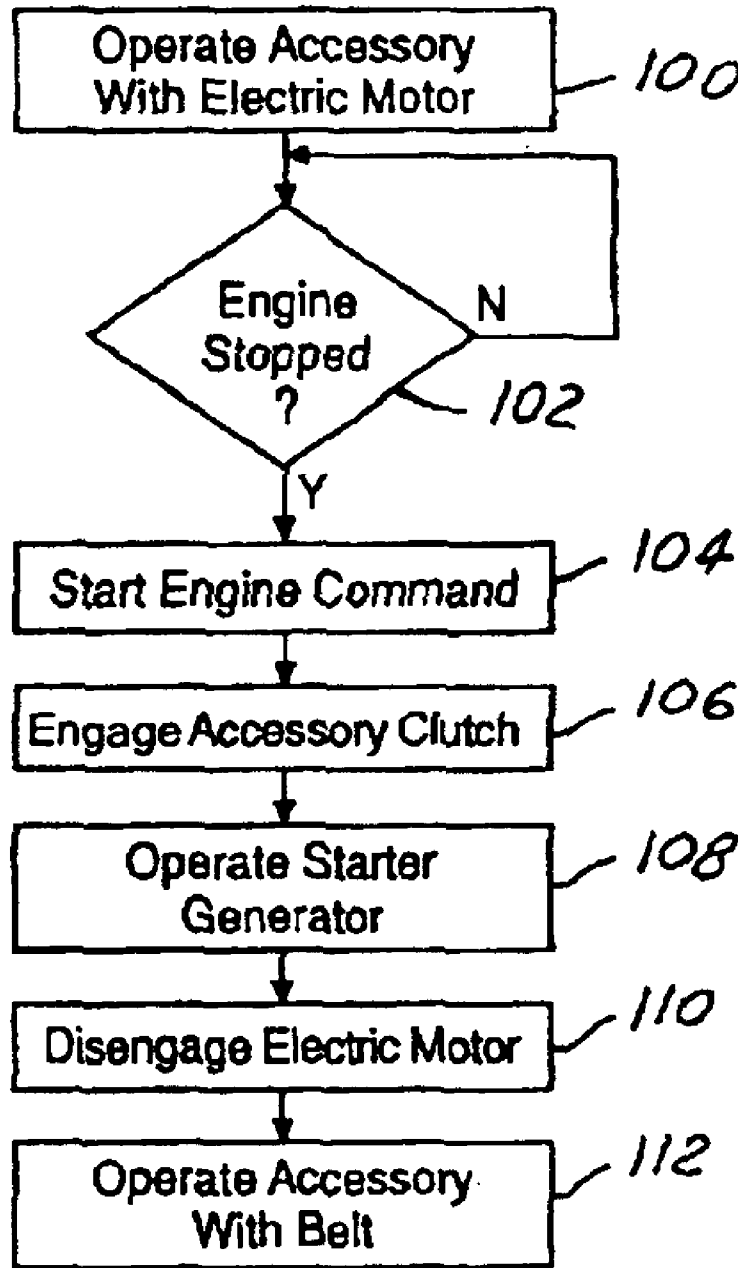 Operate Accessory
With Electric Motor
100
Engine
Stopped
?
N
102
Y
Start Engine Command
104
Engage Accessory Clutch
106
Operate Starter
Generator
108
Disengage Electric Motor
110
Operate Accessory
With Belt
112